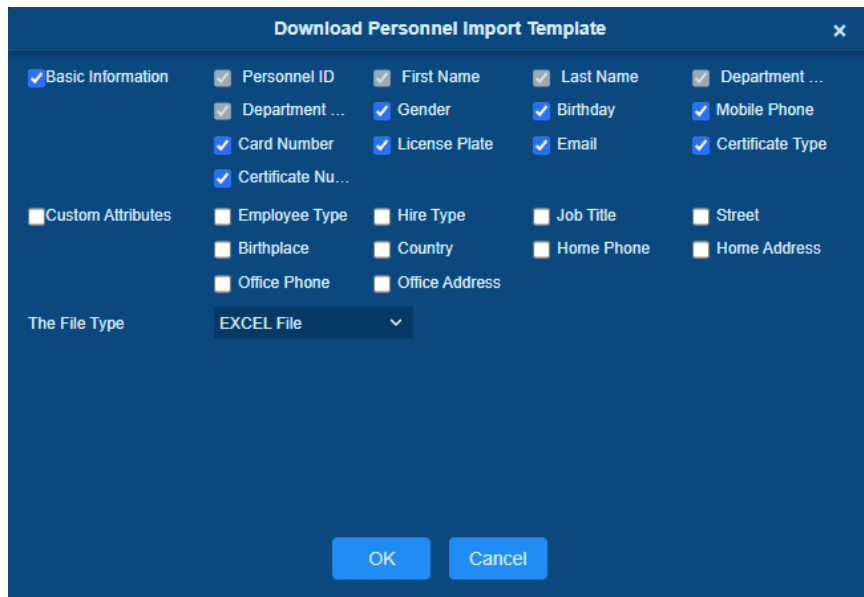 Download Personnel Import Template ×
Basic Information Personnel ID First Name Last Name Department ...
Department ... Gender Birthday Mobile Phone
Card Number License Plate Email Certificate Type
Certificate Nu...
Custom Attributes Employee Type Hire Type Job Title Street
Birthplace Country Home Phone Home Address
Office Phone Office Address
The File Type EXCEL File
OK Cancel